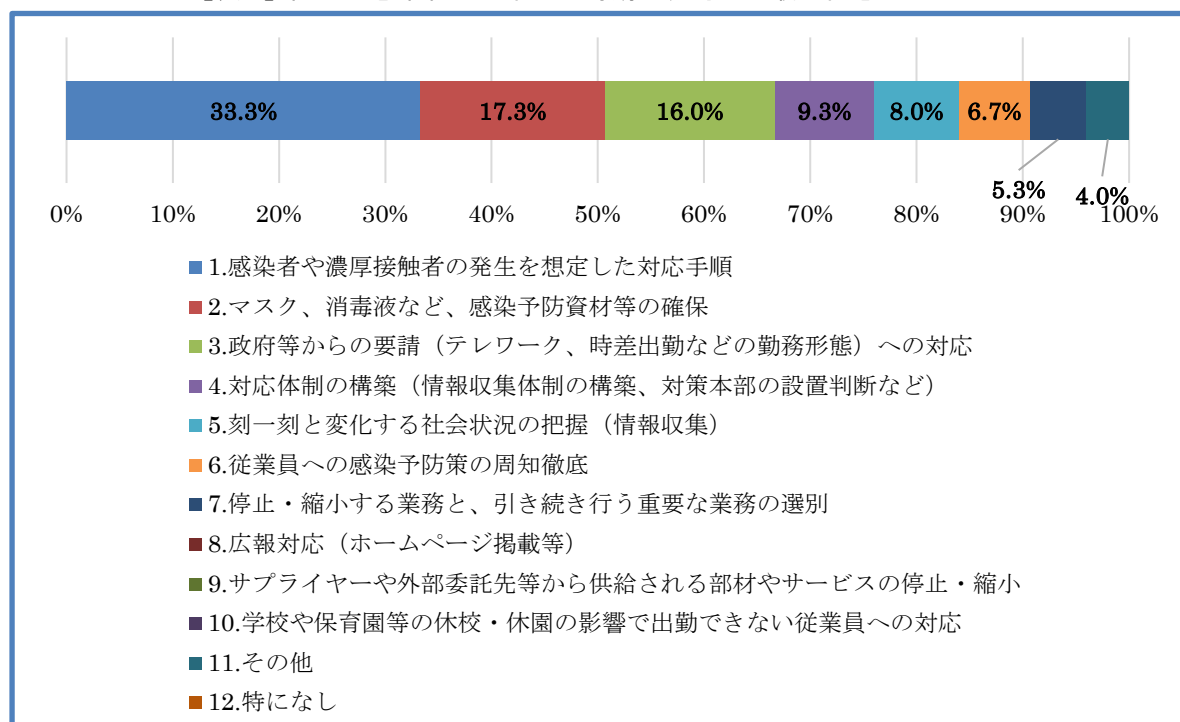 33.3% 17.3% 16.0% 9.3% 8.0% 6.7%
5.3% 4.0%
0% 10% 20% 30% 40% 50% 60% 70% 80% 90% 100%
1.感染者や濃厚接触者の発生を想定した対応手順
2.マスク、消毒液など、感染予防資材等の確保
3.政府等からの要請（テレワーク、時差出勤などの勤務形態）への対応
4.対応体制の構築（情報収集体制の構築、対策本部の設置判断など）
5.刻一刻と変化する社会状況の把握（情報収集）
6.従業員への感染予防策の周知徹底
7.停止・縮小する業務と、引き続き行う重要な業務の選別
8.広報対応（ホームページ掲載等）
9.サプライヤーや外部委託先等から供給される部材やサービスの停止・縮小
10.学校や保育園等の休校・休園の影響で出勤できない従業員への対応
11.その他
12.特になし